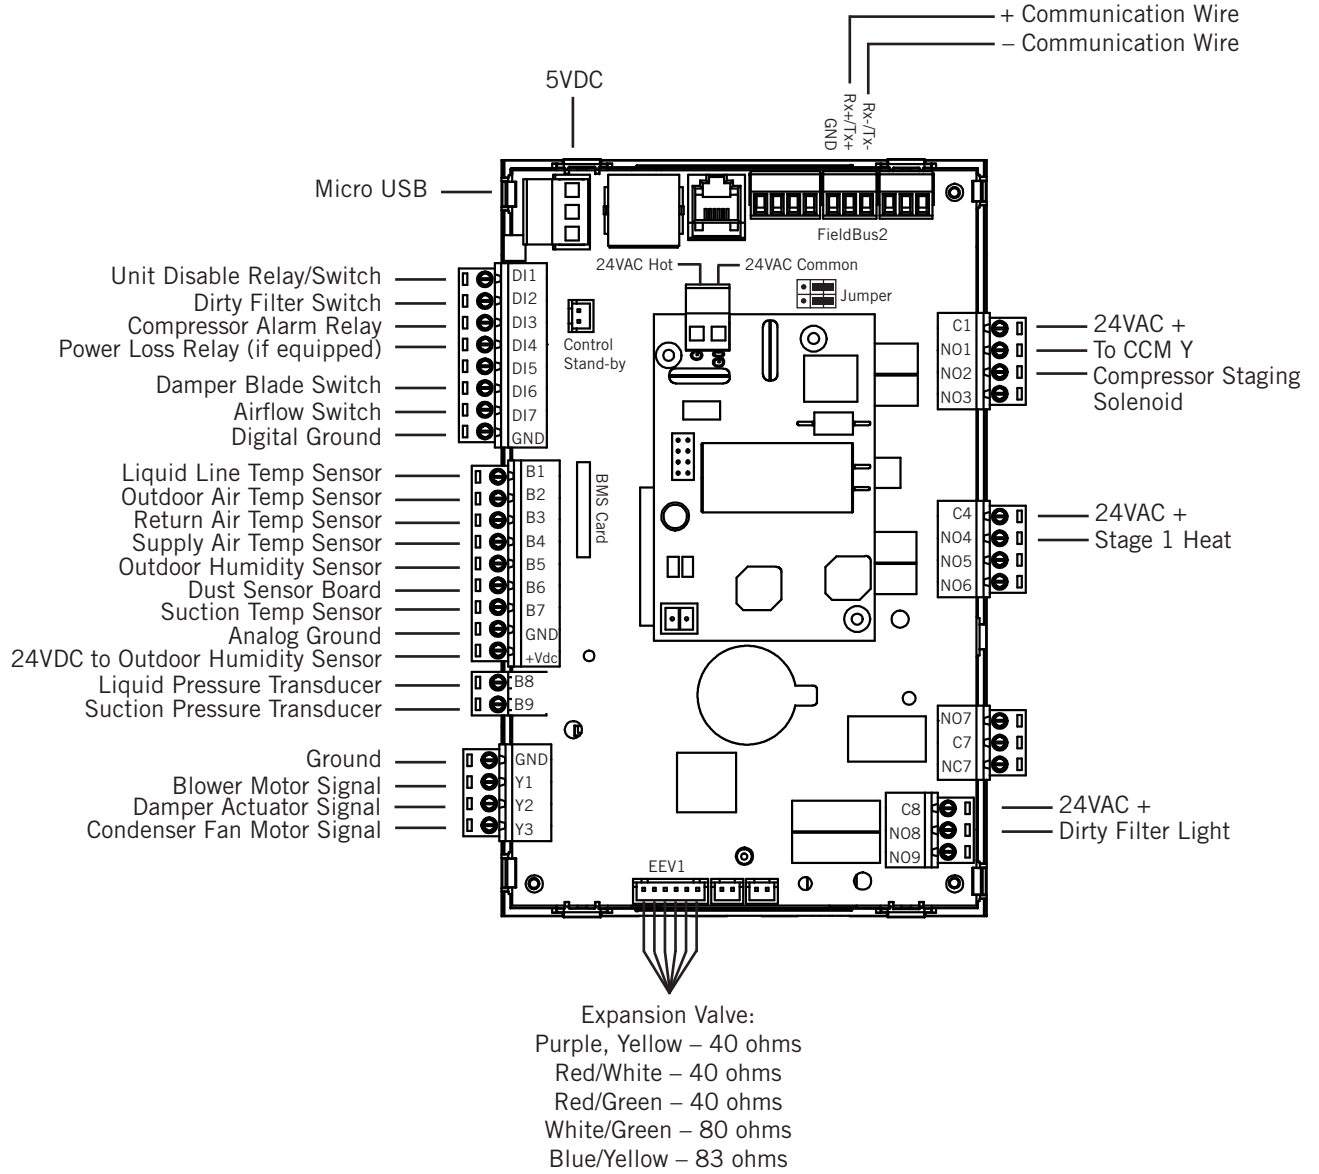 + Communication Wire
– Communication Wire
5VDC
Rx-/Tx-
Rx+/Tx+
GND
Micro USB
FieldBus2
24VAC Hot
24VAC Common
Jumper
Control
Stand-by
Unit Disable Relay/Switch
Dirty Filter Switch
Compressor Alarm Relay
Power Loss Relay (if equipped)
Damper Blade Switch
Airflow Switch
Digital Ground
DI1
DI2
DI3
DI4
DI5
DI6
DI7
GND
Liquid Line Temp Sensor
Outdoor Air Temp Sensor
Return Air Temp Sensor
Supply Air Temp Sensor
Outdoor Humidity Sensor
Dust Sensor Board
Suction Temp Sensor
Analog Ground
24VDC to Outdoor Humidity Sensor
Liquid Pressure Transducer
Suction Pressure Transducer
B1
B2
B3
B4
B5
B6
B7
GND
+Vdc
B8
B9
BMS Card
Ground
Blower Motor Signal
Damper Actuator Signal
Condenser Fan Motor Signal
GND
Y1
Y2
Y3
C1
NO1
NO2
NO3
24VAC +
To CCM Y
Compressor Staging
Solenoid
C4
NO4
NO5
NO6
24VAC +
Stage 1 Heat
NO7
C7
NC7
C8
NO8
NO9
24VAC +
Dirty Filter Light
EEV1
Expansion Valve:
Purple, Yellow – 40 ohms
Red/White – 40 ohms
Red/Green – 40 ohms
White/Green – 80 ohms
Blue/Yellow – 83 ohms